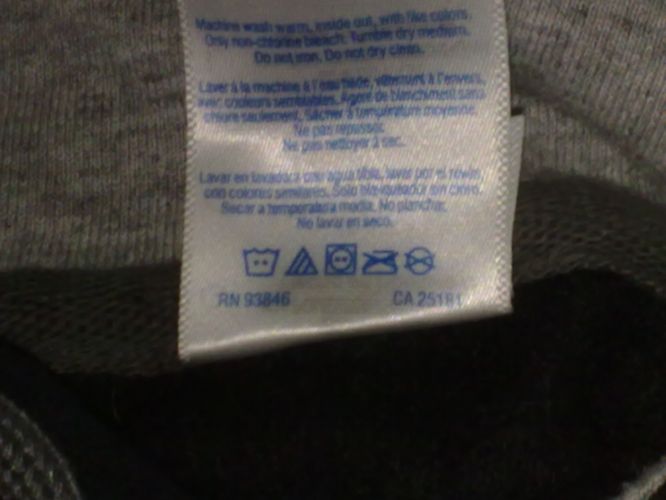 Machine wash warm, inside out, with like colors.
Only non-chlorine bleach. Tumble dry medium.
Do not iron. Do not dry clean.
Laver à la machine à l'eau tiède, vêtement à l'envers,
avec couleurs semblables. Agent de blanchiment sans
chlore seulement. Sécher à température moyenne.
Ne pas repasser.
Ne pas nettoyer à sec.
Lavar en lavadora con agua tibia, lavar por el revés,
con colores similares. Solo blanqueador sin cloro.
Secar a temperatura media. No planchar.
No lavar en seco.
RN 93846 CA 25181